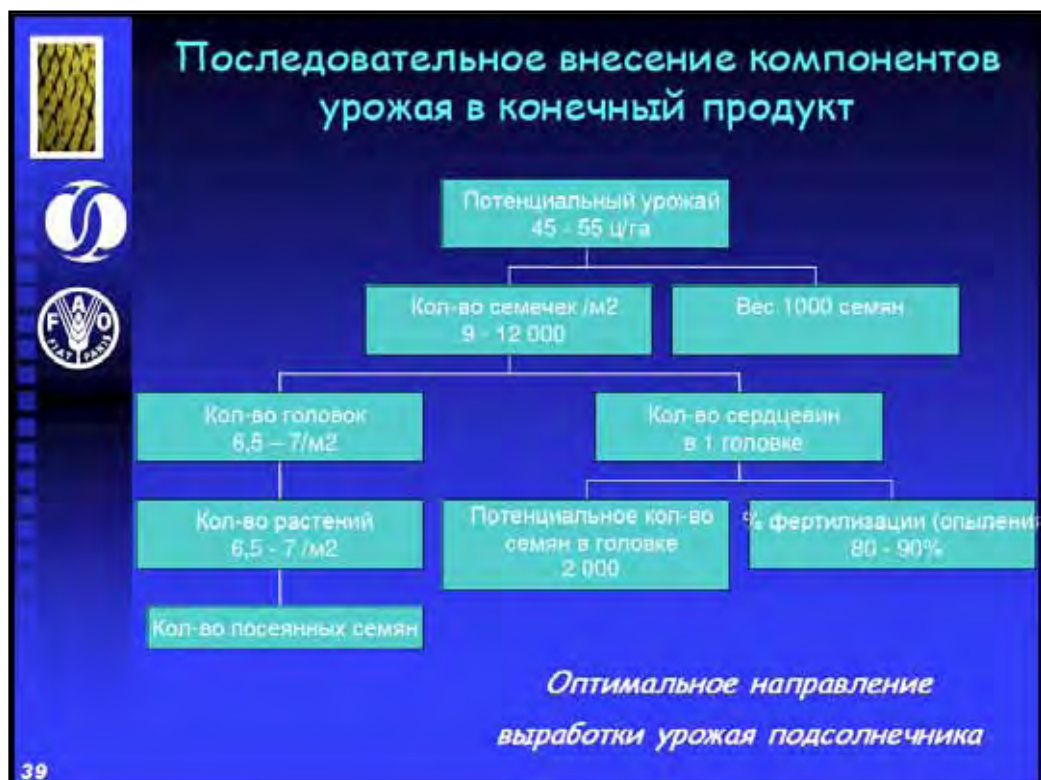 Последовательное внесение компонентов
урожая в конечный продукт
Потенциальный урожай
45 - 55 ц/га
Кол-во семечек /м2
9 - 12 000
Вес 1000 семян
Кол-во головок
6,5 – 7/м2
Кол-во сердцевин
в 1 головке
Кол-во растений
6,5 - 7 /м2
Потенциальное кол-во
семян в головке
2 000
% фертилизации (опыления
80 - 90%
Кол-во посеянных семян
Оптимальное направление
выработки урожая подсолнечника
F A O
FIAT PANIS
39